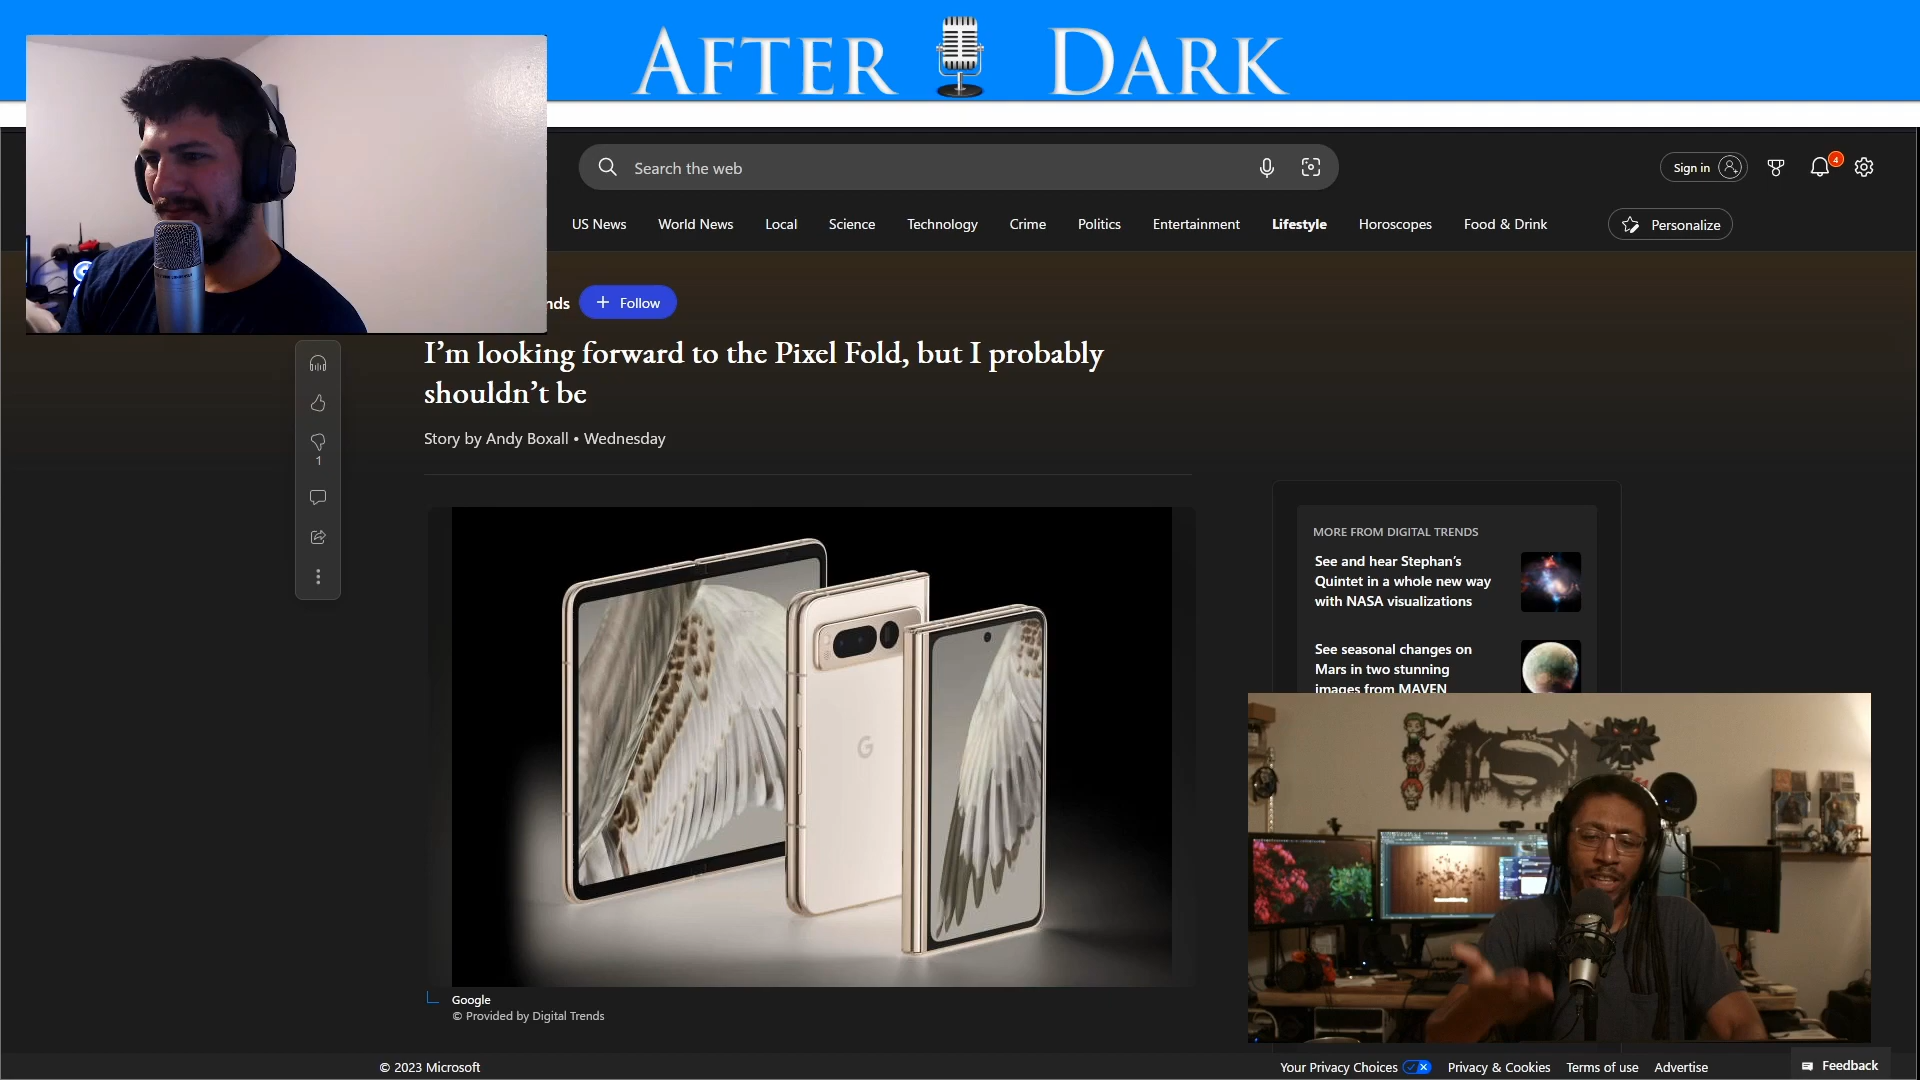 AFTER DARK
Search the web
Sign in
4
US News World News Local Science Technology Crime Politics Entertainment Lifestyle Horoscopes Food & Drink Personalize
nds
+ Follow
I’m looking forward to the Pixel Fold, but I probably
shouldn’t be
Story by Andy Boxall • Wednesday
1
G
Google
© Provided by Digital Trends
MORE FROM DIGITAL TRENDS
See and hear Stephan’s
Quintet in a whole new way
with NASA visualizations
See seasonal changes on
Mars in two stunning
images from MAVEN
© 2023 Microsoft
Your Privacy Choices Privacy & Cookies Terms of use Advertise
Feedback